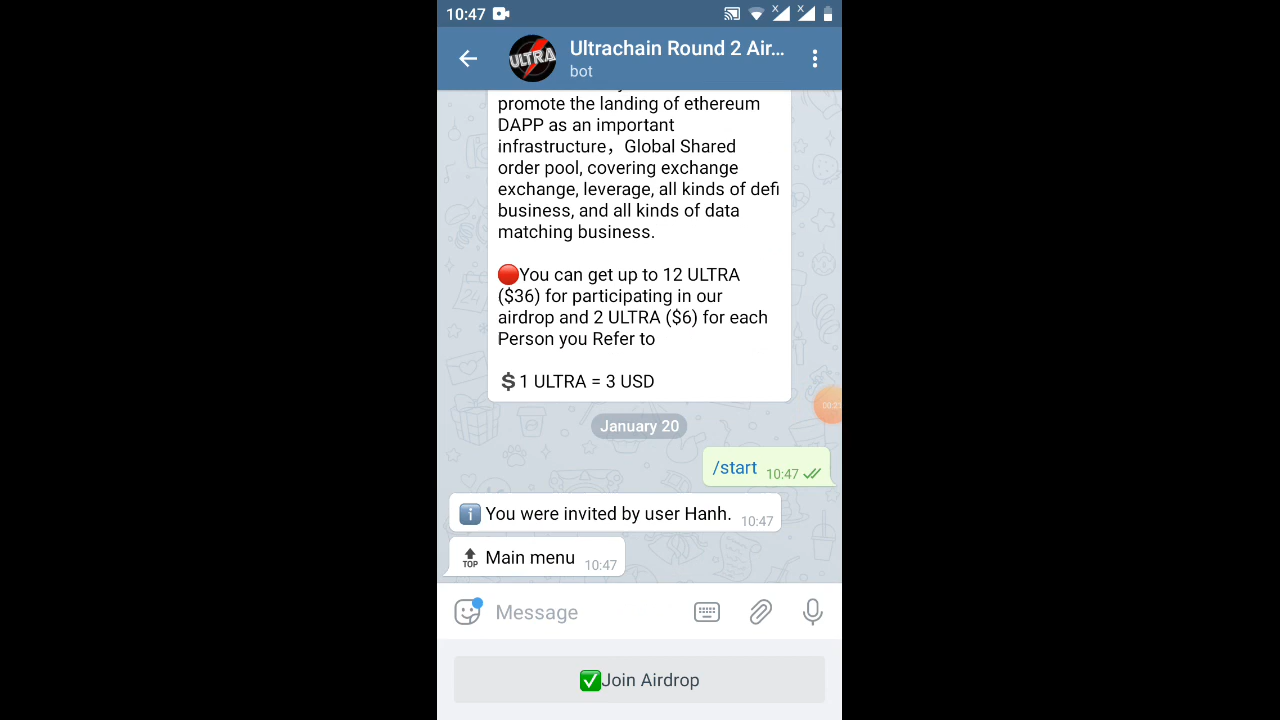 10:47
ULTRA
Ultrachain Round 2 Air...
bot
promote the landing of ethereum
DAPP as an important
infrastructure，Global Shared
order pool, covering exchange
exchange, leverage, all kinds of defi
business, and all kinds of data
matching business.
🔴You can get up to 12 ULTRA
($36) for participating in our
airdrop and 2 ULTRA ($6) for each
Person you Refer to
💲1 ULTRA = 3 USD
January 20
/start 10:47
ℹ️ You were invited by user Hanh. 10:47
🔝 Main menu 10:47
Message
✅Join Airdrop